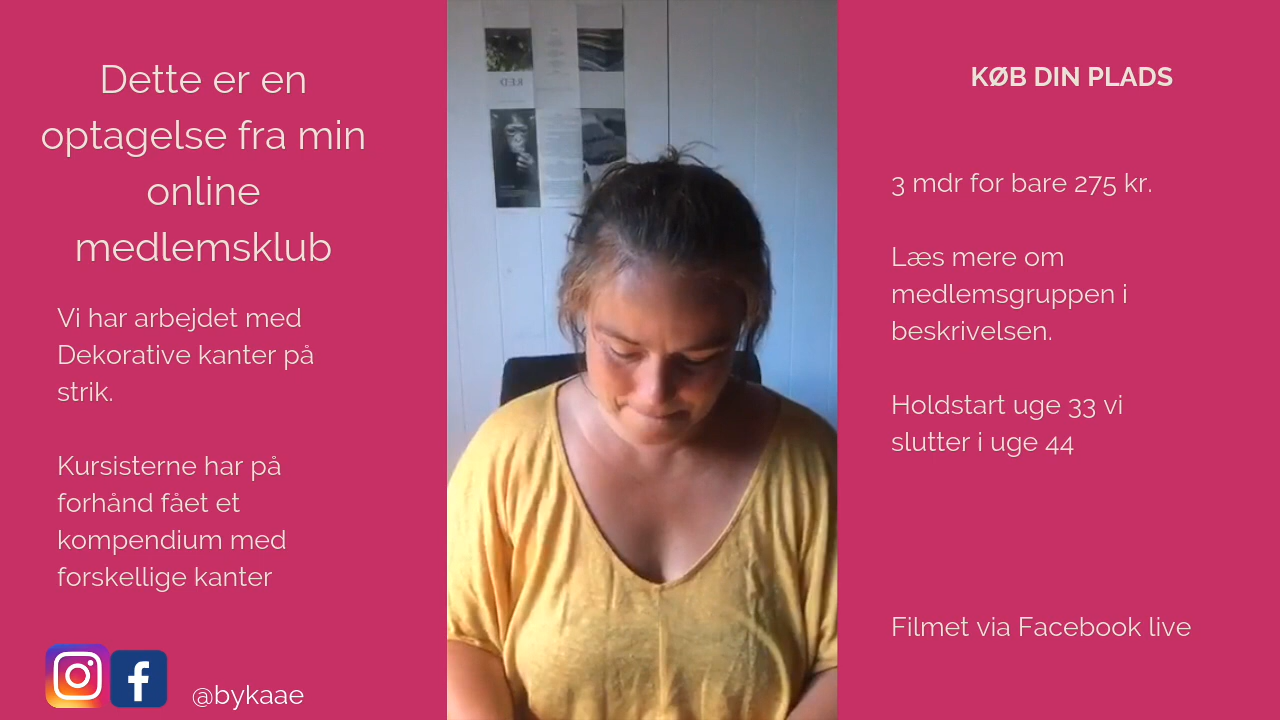 Dette er en
optagelse fra min
online
medlemsklub
Vi har arbejdet med
Dekorative kanter på
strik.
Kursisterne har på
forhånd fået et
kompendium med
forskellige kanter
@bykaae
KØB DIN PLADS
3 mdr for bare 275 kr.
Læs mere om
medlemsgruppen i
beskrivelsen.
Holdstart uge 33 vi
slutter i uge 44
Filmet via Facebook live